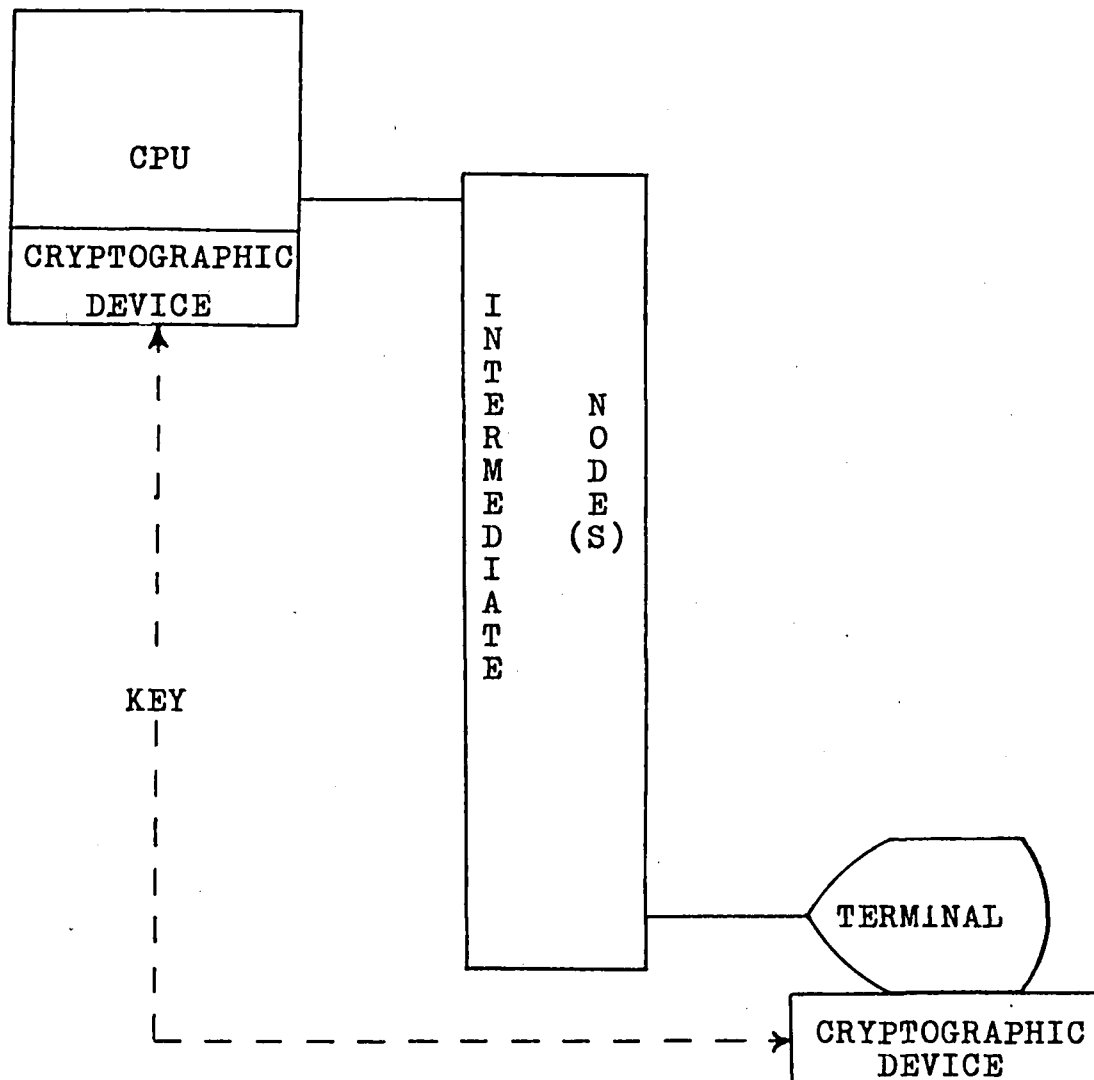 CPU
CRYPTOGRAPHIC
DEVICE
INTERMEDIATE
NODE(S)
KEY
TERMINAL
CRYPTOGRAPHIC
DEVICE